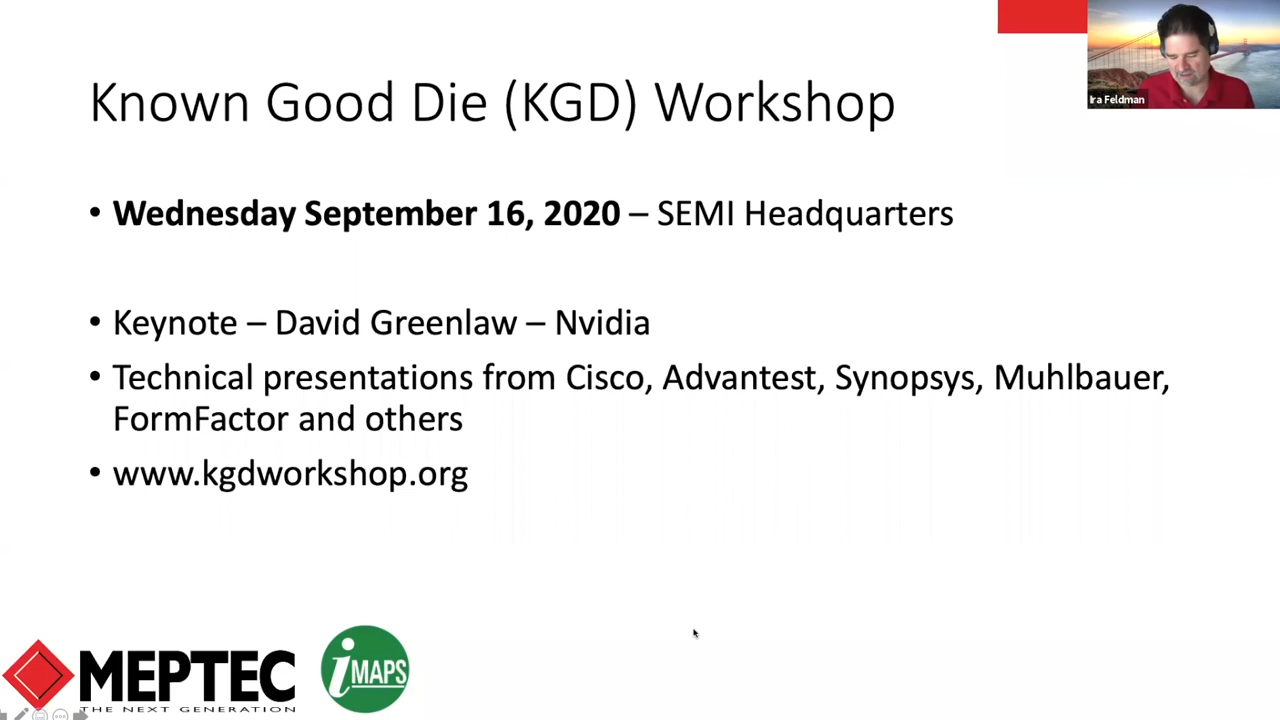 Ira Feldman
Known Good Die (KGD) Workshop
• Wednesday September 16, 2020 – SEMI Headquarters
• Keynote – David Greenlaw – Nvidia
• Technical presentations from Cisco, Advantest, Synopsys, Muhlbauer,
FormFactor and others
• www.kgdworkshop.org
MEPTEC
THE NEXT GENERATION
iMAPS